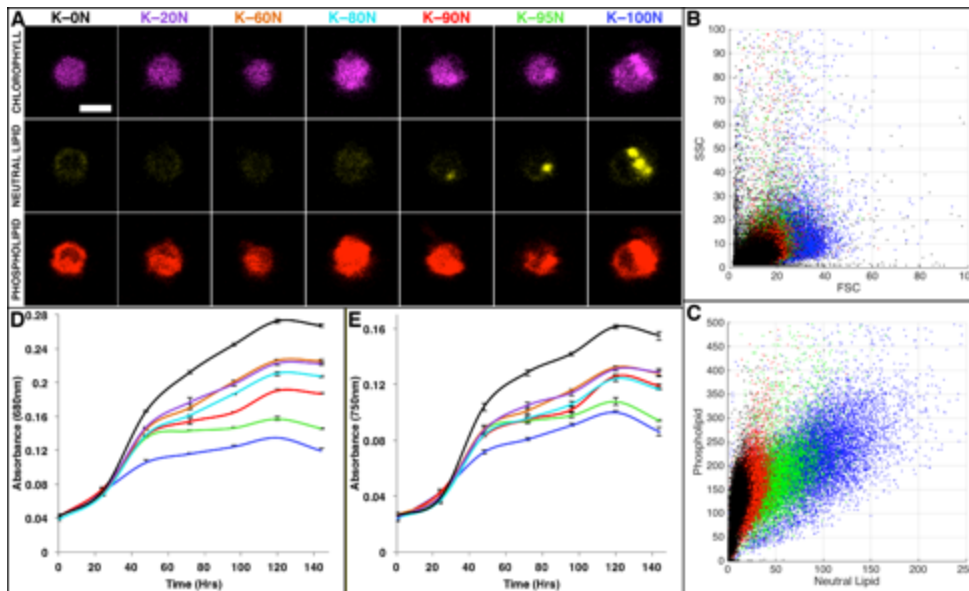 A K-0N K-20N K-60N K-80N K-90N K-95N K-100N
CHLOROPHYLL
NEUTRAL LIPID
PHOSPHOLIPID
B
100
90
80
70
60
50
40
30
20
10
0
SSC
0 20 40 60 80 100
FSC
C
500
450
400
350
300
250
200
150
100
50
0
Phospholipid
0 50 100 150 200 250
Neutral Lipid
D
0.28
0.24
0.2
0.16
0.12
0.08
0.04
0
Absorbance (680nm)
0 20 40 60 80 100 120 140
Time (Hrs)
E
0.16
0.12
0.08
0.04
0
Absorbance (750nm)
0 20 40 60 80 100 120 140
Time (Hrs)